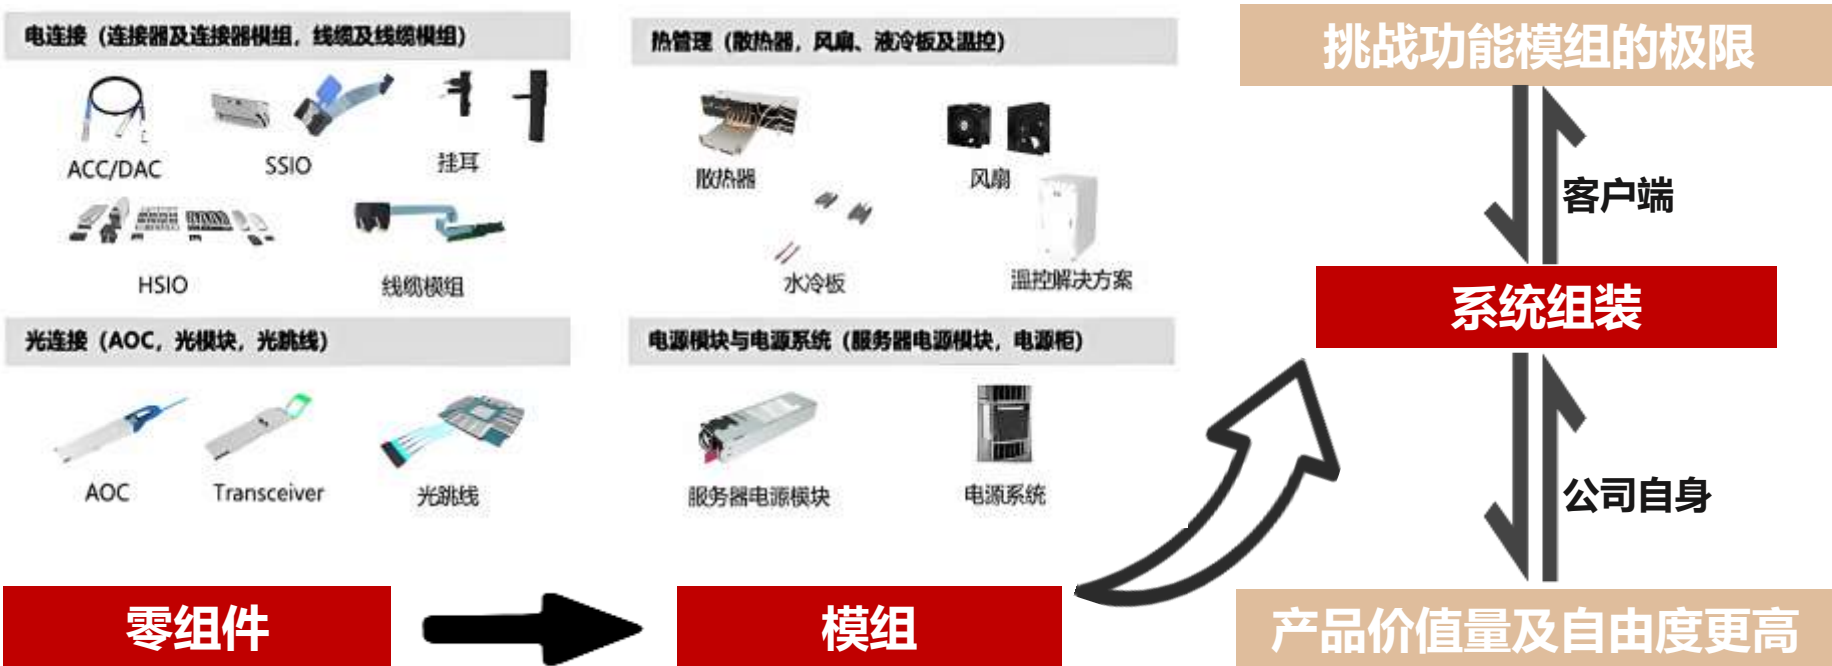 电连接（连接器及连接器模组，线缆及线缆模组）
ACC/DAC
SSIO
挂耳
HSIO
线缆模组
光连接（AOC，光模块，光跳线）
AOC
Transceiver
光跳线
热管理（散热器，风扇、液冷板及温控）
散热器
风扇
水冷板
温控解决方案
电源模块与电源系统（服务器电源模块，电源柜）
服务器电源模块
电源系统
零组件
模组
挑战功能模组的极限
客户端
系统组装
公司自身
产品价值量及自由度更高